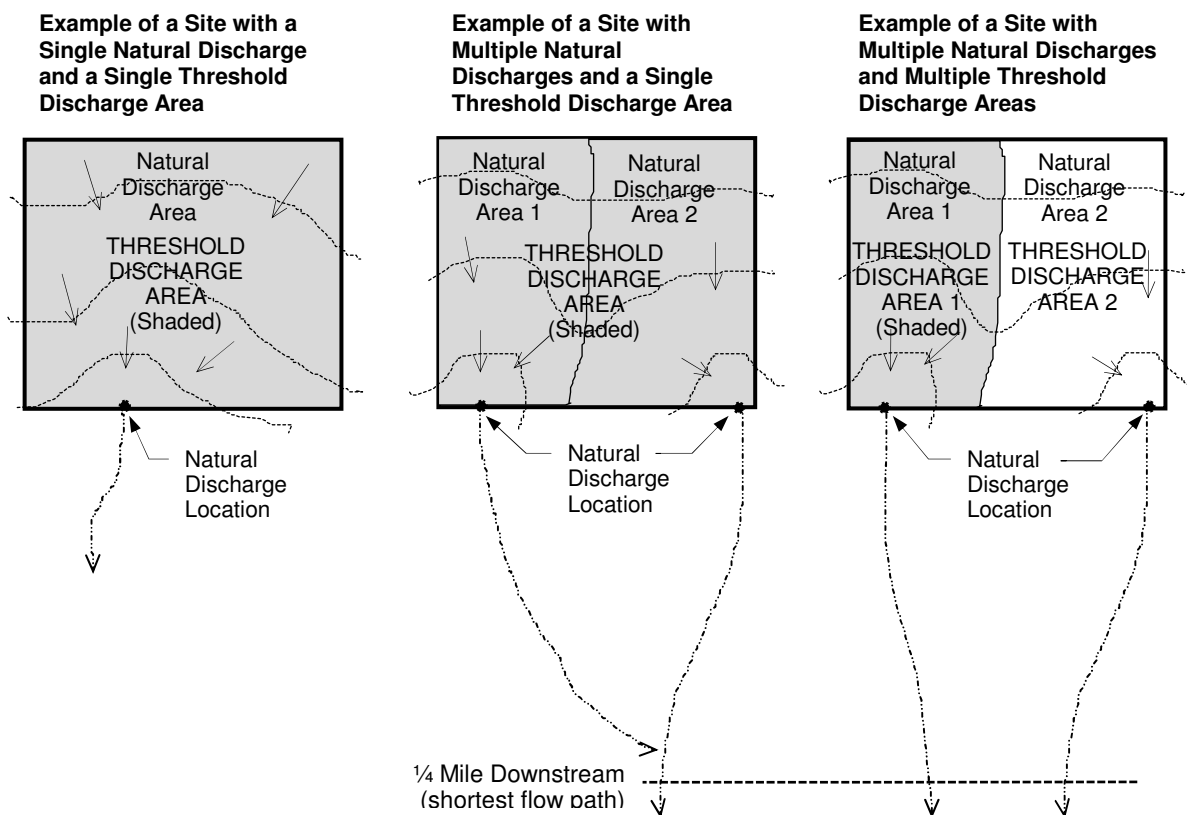 Example of a Site with a
Single Natural Discharge
and a Single Threshold
Discharge Area
Natural
Discharge
Area
THRESHOLD
DISCHARGE
AREA
(Shaded)
Natural
Discharge
Location
Example of a Site with
Multiple Natural
Discharges and a Single
Threshold Discharge Area
Natural
Discharge
Area 1
Natural
Discharge
Area 2
THRESHOLD
DISCHARGE
AREA
(Shaded)
Natural
Discharge
Location
Example of a Site with
Multiple Natural Discharges
and Multiple Threshold
Discharge Areas
Natural
Discharge
Area 1
Natural
Discharge
Area 2
THRESHOLD
DISCHARGE
AREA 1
(Shaded)
THRESHOLD
DISCHARGE
AREA 2
Natural
Discharge
Location
¼ Mile Downstream
(shortest flow path)